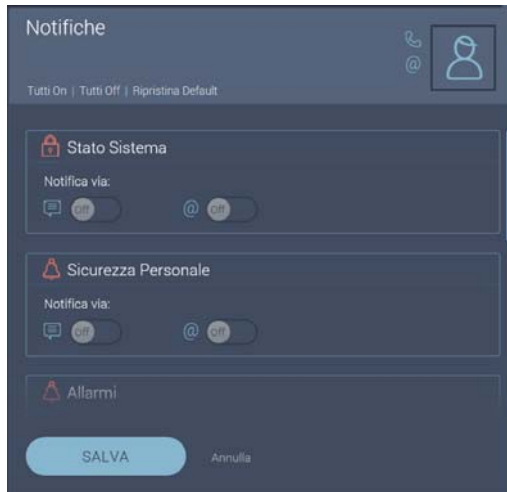 Notifiche
@
Tutti On | Tutti Off | Ripristina Default
Stato Sistema
Notifica via:
Off @ Off
Sicurezza Personale
Notifica via:
Off @ Off
Allarmi
SALVA Annulla